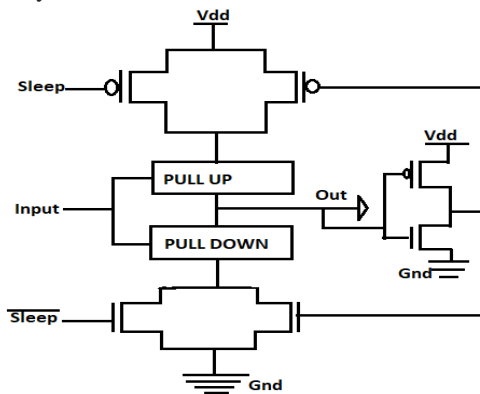 Vdd
Sleep
Vdd
PULL UP
Out
Input
PULL DOWN
Gnd
Sleep
Gnd